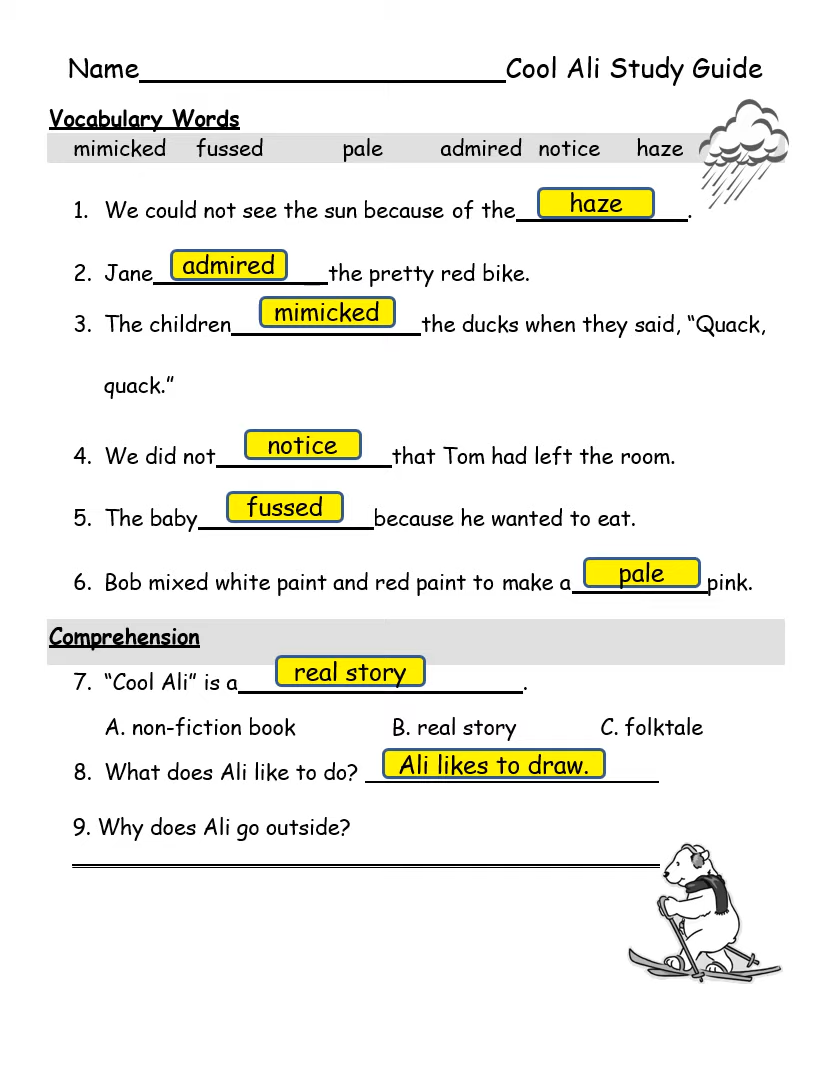 Name____________________Cool Ali Study Guide
Vocabulary Words
mimicked fussed pale admired notice haze
1. We could not see the sun because of the haze.
2. Jane admired the pretty red bike.
3. The children mimicked the ducks when they said, “Quack,
quack.”
4. We did not notice that Tom had left the room.
5. The baby fussed because he wanted to eat.
6. Bob mixed white paint and red paint to make a pale pink.
Comprehension
7. “Cool Ali” is a real story.
A. non-fiction book B. real story C. folktale
8. What does Ali like to do? Ali likes to draw.
9. Why does Ali go outside?